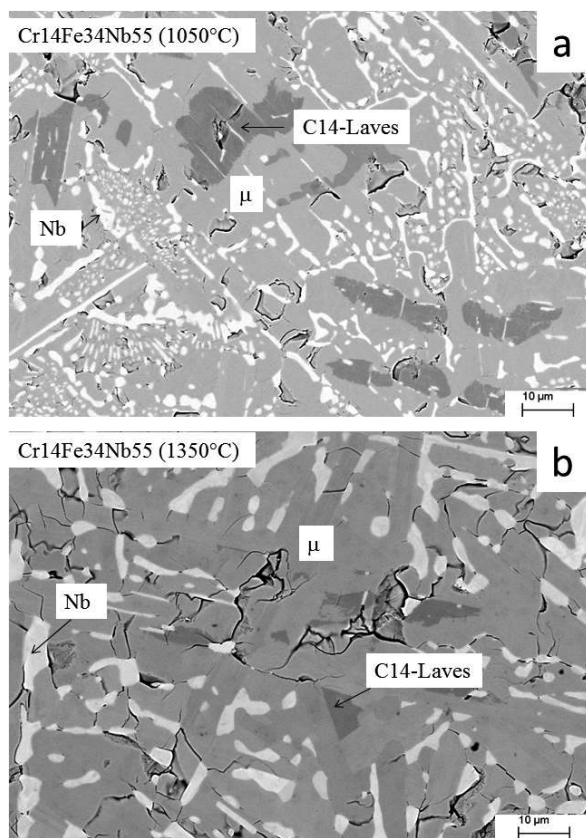 Cr14Fe34Nb55 (1050°C)
a
C14-Laves
μ
Nb
10 μm
Cr14Fe34Nb55 (1350°C)
b
μ
Nb
C14-Laves
10 μm